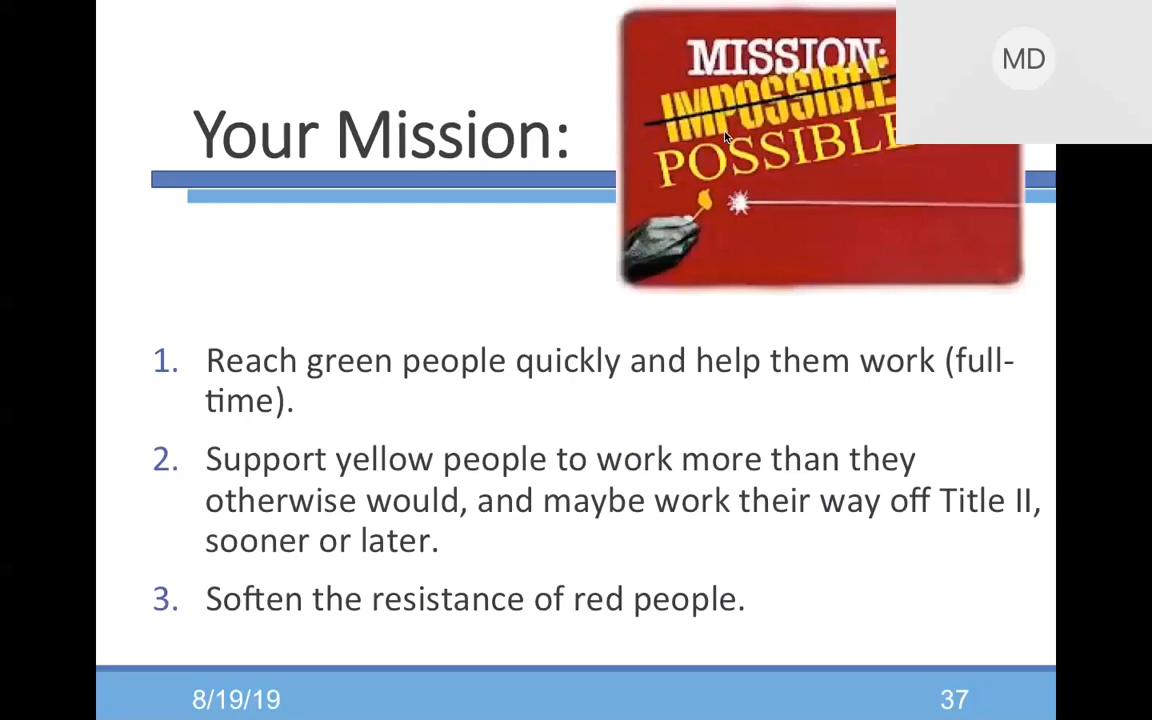 MD
MISSION:
IMPOSSIBLE
POSSIBLE
Your Mission:
1. Reach green people quickly and help them work (full-
time).
2. Support yellow people to work more than they
otherwise would, and maybe work their way off Title II,
sooner or later.
3. Soften the resistance of red people.
8/19/19
37